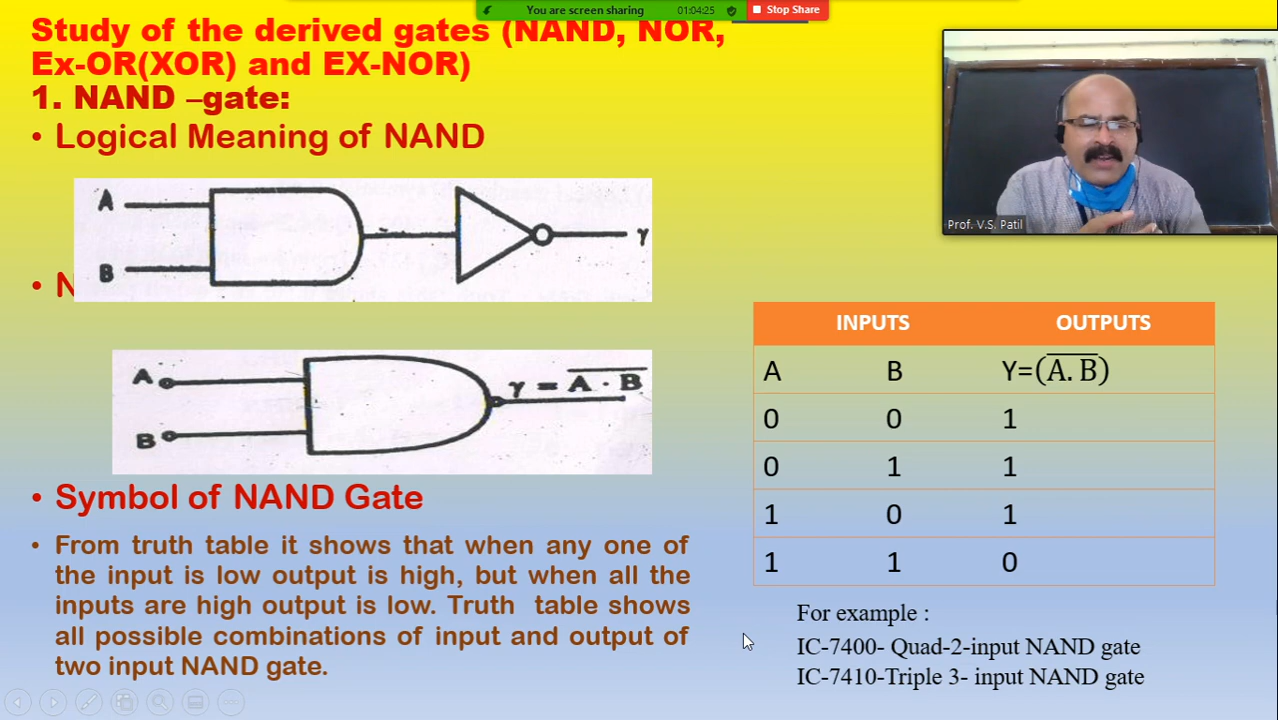 You are screen sharing 01:04:25 Stop Share
Study of the derived gates (NAND, NOR,
Ex-OR(XOR) and EX-NOR)
1. NAND –gate:
• Logical Meaning of NAND
A
B
Y
• N
A
B
Y = \overline{A · B}
• Symbol of NAND Gate
• From truth table it shows that when any one of
the input is low output is high, but when all the
inputs are high output is low. Truth table shows
all possible combinations of input and output of
two input NAND gate.
Prof. V.S. Patil
INPUTS OUTPUTS
A B Y=(\overline{A. B})
0 0 1
0 1 1
1 0 1
1 1 0
For example :
IC-7400- Quad-2-input NAND gate
IC-7410-Triple 3- input NAND gate